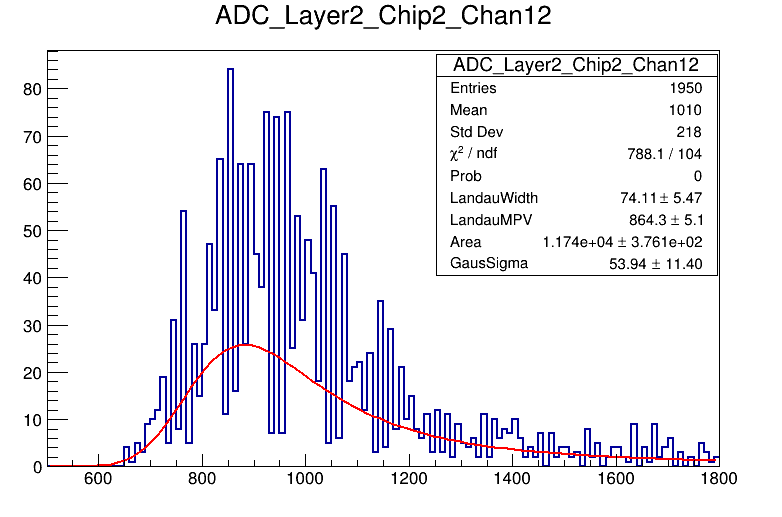 ADC_Layer2_Chip2_Chan12
ADC_Layer2_Chip2_Chan12
Entries 1950
Mean 1010
Std Dev 218
χ² / ndf 788.1 / 104
Prob 0
LandauWidth 74.11 ± 5.47
LandauMPV 864.3 ± 5.1
Area 1.174e+04 ± 3.761e+02
GausSigma 53.94 ± 11.40
80
70
60
50
40
30
20
10
0
600 800 1000 1200 1400 1600 1800